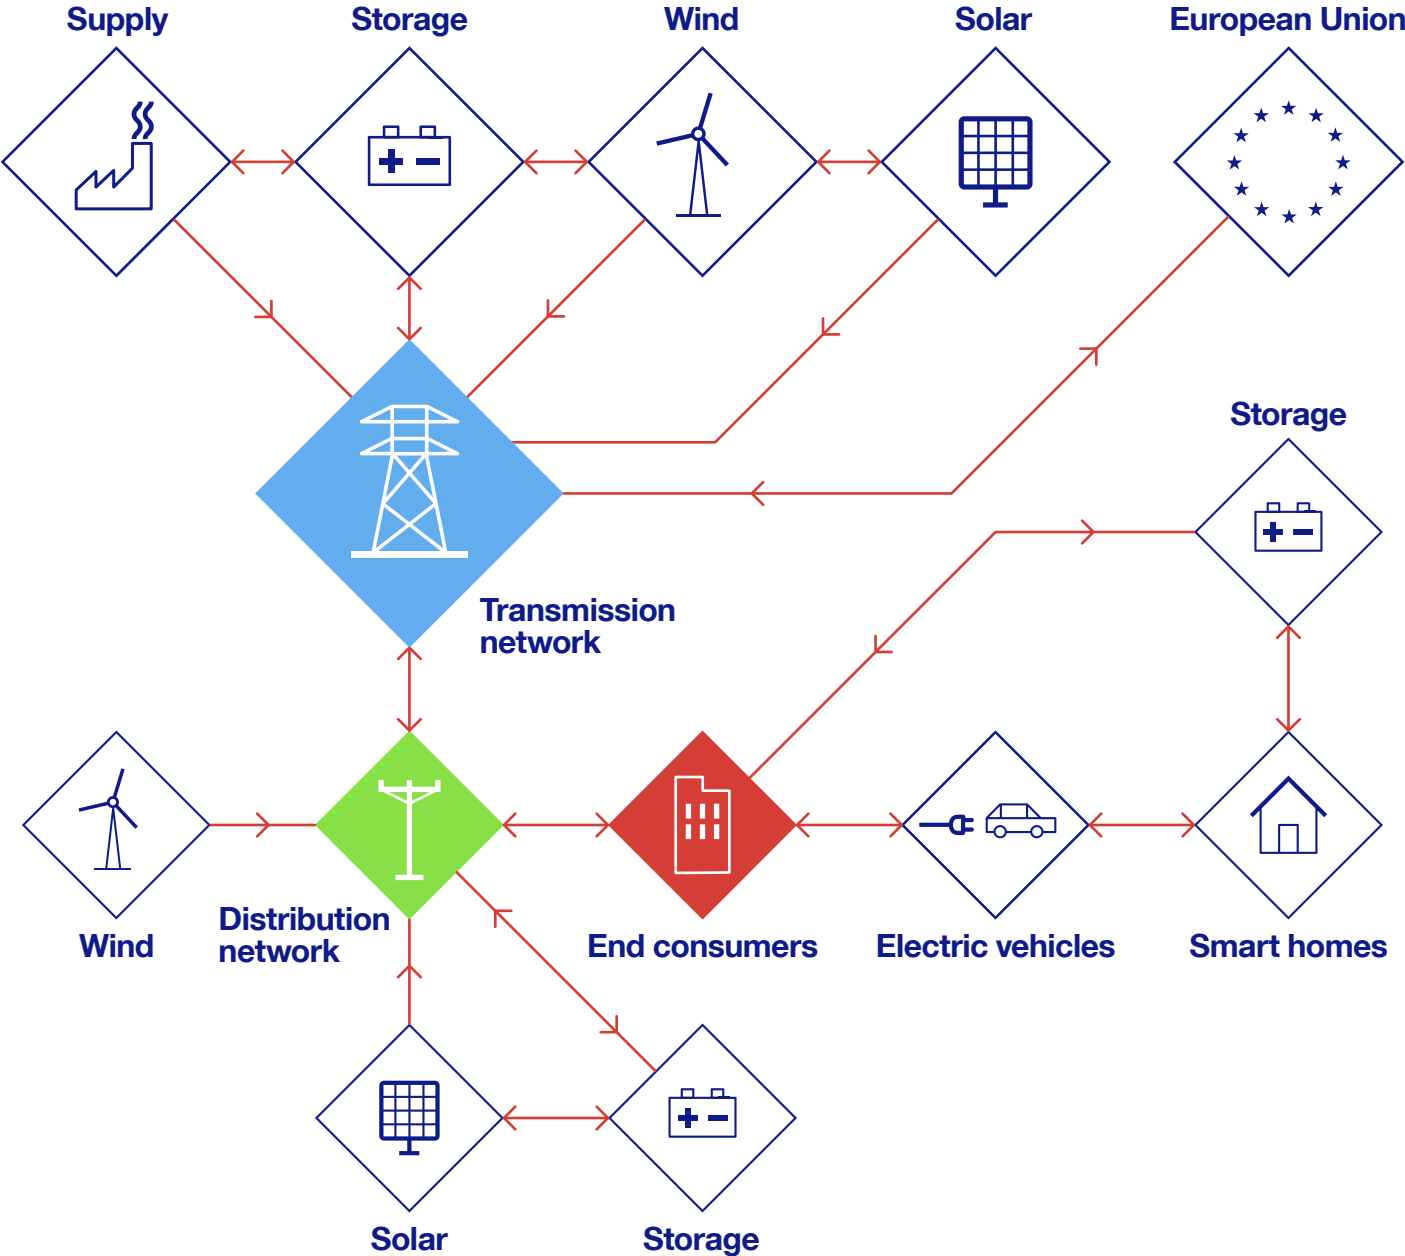 Supply
Storage
Wind
Solar
European Union
Storage
Transmission
network
Wind
Distribution
network
End consumers
Electric vehicles
Smart homes
Solar
Storage